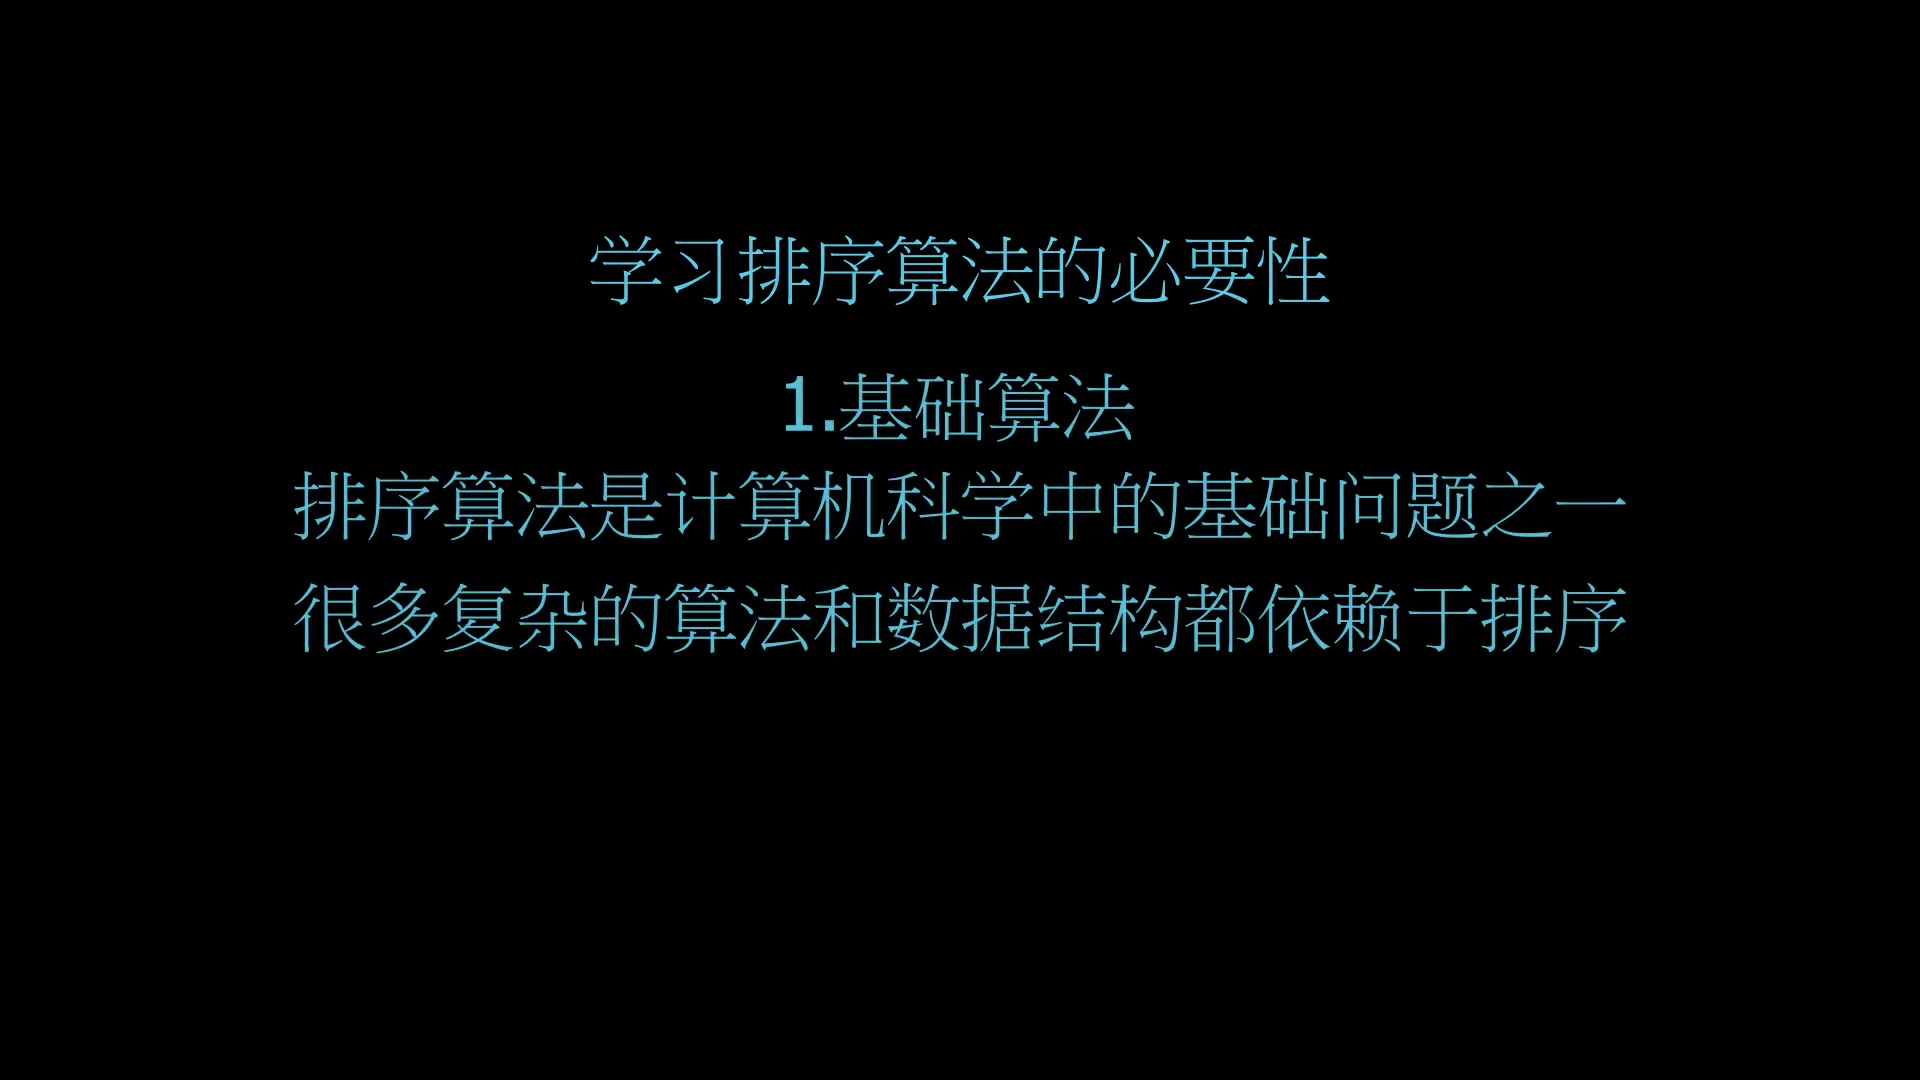 学习排序算法的必要性
1.基础算法
排序算法是计算机科学中的基础问题之一
很多复杂的算法和数据结构都依赖于排序